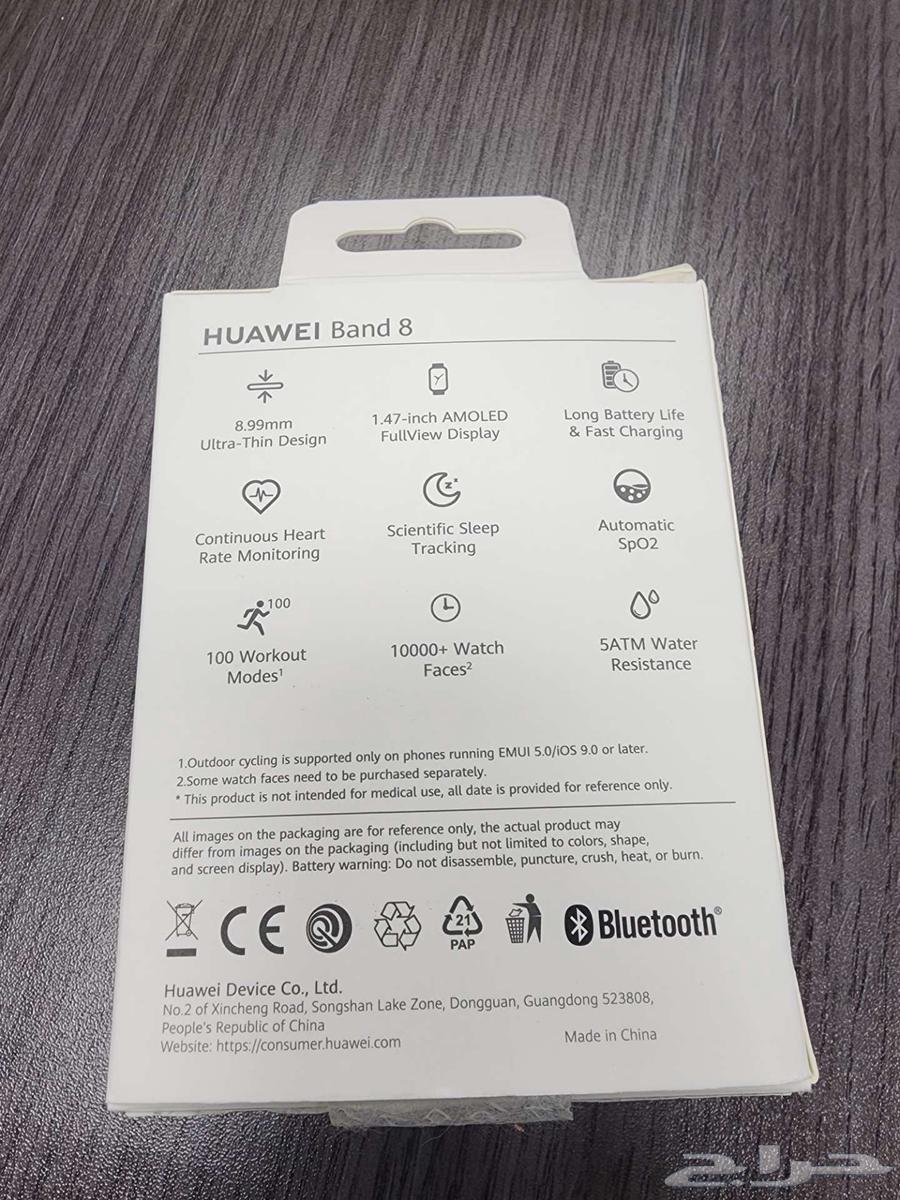 HUAWEI Band 8
8.99mm
Ultra-Thin Design
1.47-inch AMOLED
FullView Display
Long Battery Life
& Fast Charging
Continuous Heart
Rate Monitoring
Scientific Sleep
Tracking
Automatic
SpO2
100
100 Workout
Modes¹
10000+ Watch
Faces²
5ATM Water
Resistance
1.Outdoor cycling is supported only on phones running EMUI 5.0/iOS 9.0 or later.
2.Some watch faces need to be purchased separately.
* This product is not intended for medical use, all date is provided for reference only.
All images on the packaging are for reference only, the actual product may
differ from images on the packaging (including but not limited to colors, shape,
and screen display). Battery warning: Do not disassemble, puncture, crush, heat, or burn.
CE
21
PAP
Bluetooth®
Huawei Device Co., Ltd.
No.2 of Xincheng Road, Songshan Lake Zone, Dongguan, Guangdong 523808,
People's Republic of China
Website: https://consumer.huawei.com
Made in China
حراج